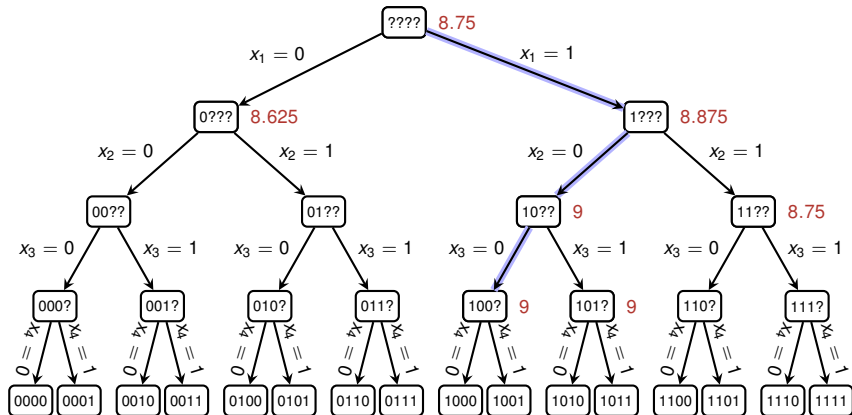 ???? 8.75
x₁ = 0 x₁ = 1
0??? 8.625 1??? 8.875
x₂ = 0 x₂ = 1 x₂ = 0 x₂ = 1
00?? 01?? 10?? 9 11?? 8.75
x₃ = 0 x₃ = 1 x₃ = 0 x₃ = 1 x₃ = 0 x₃ = 1 x₃ = 0 x₃ = 1
000? 001? 010? 011? 100? 9 101? 9 110? 111?
x₄ = 0 x₄ = 1 x₄ = 0 x₄ = 1 x₄ = 0 x₄ = 1 x₄ = 0 x₄ = 1 x₄ = 0 x₄ = 1 x₄ = 0 x₄ = 1 x₄ = 0 x₄ = 1 x₄ = 0 x₄ = 1
0000 0001 0010 0011 0100 0101 0110 0111 1000 1001 1010 1011 1100 1101 1110 1111